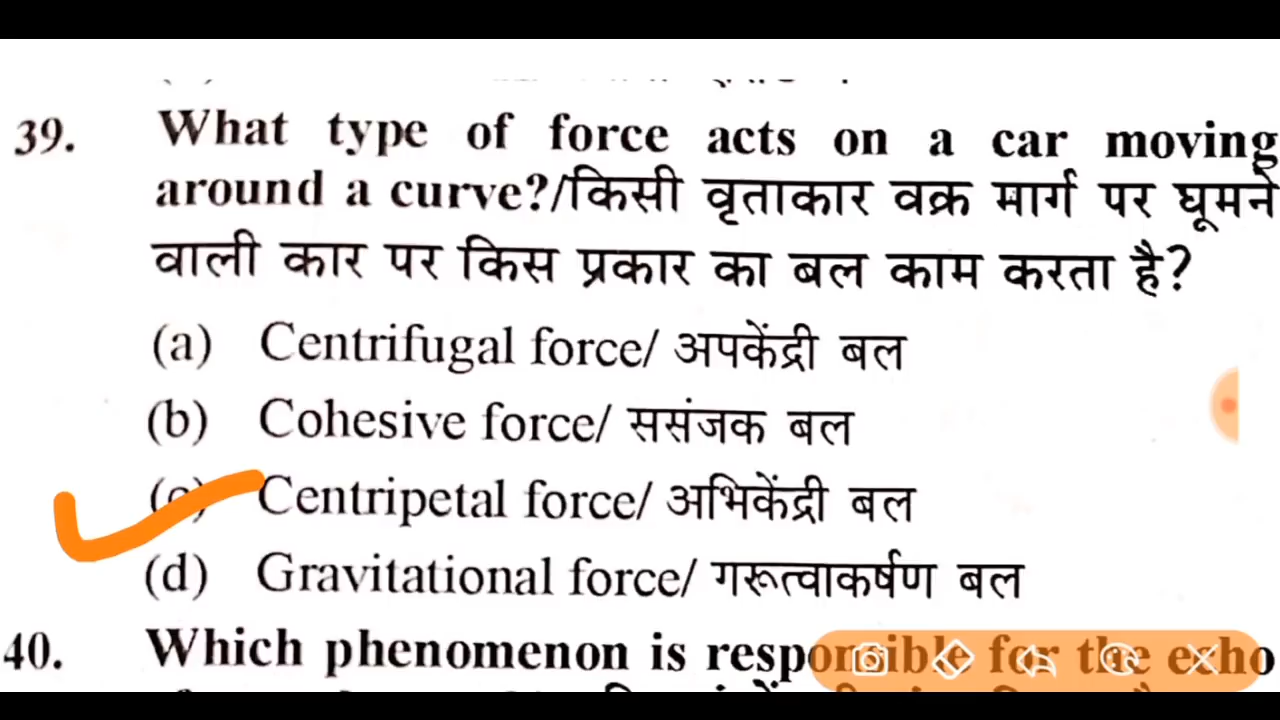 39. What type of force acts on a car moving
around a curve?/किसी वृताकार वक्र मार्ग पर घूमने
वाली कार पर किस प्रकार का बल काम करता है?
(a) Centrifugal force/ अपकेंद्री बल
(b) Cohesive force/ ससंजक बल
(c) Centripetal force/ अभिकेंद्री बल
(d) Gravitational force/ गरूत्वाकर्षण बल
40. Which phenomenon is responsible for the echo